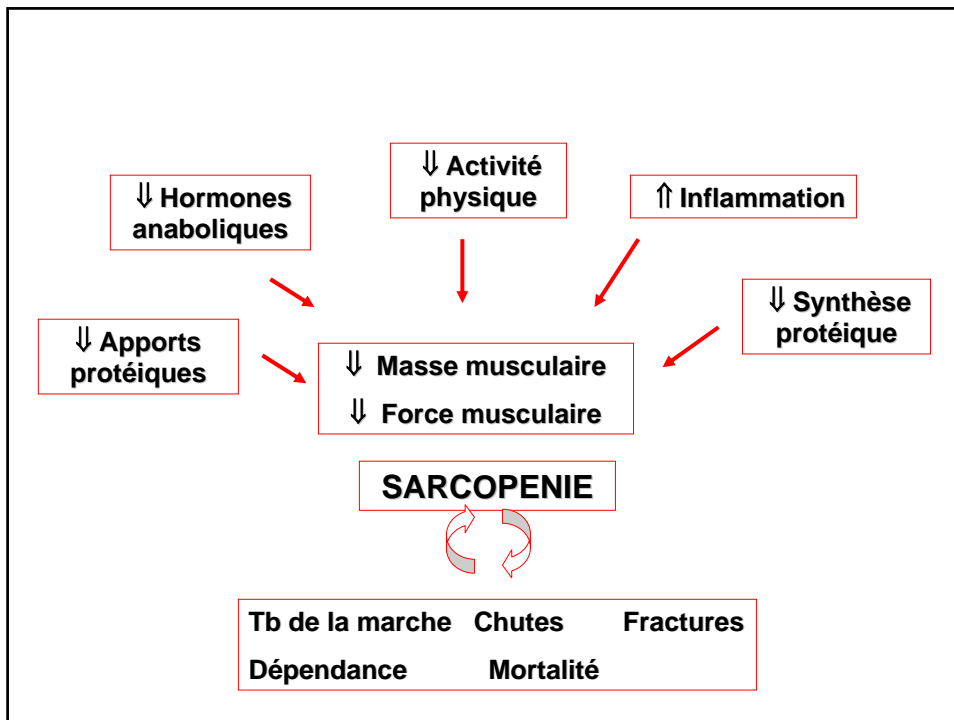 ⇓ Activité
physique
⇓ Hormones
anaboliques
⇑ Inflammation
⇓ Synthèse
protéique
⇓ Apports
protéiques
⇓ Masse musculaire
⇓ Force musculaire
SARCOPENIE
Tb de la marche Chutes Fractures
Dépendance Mortalité